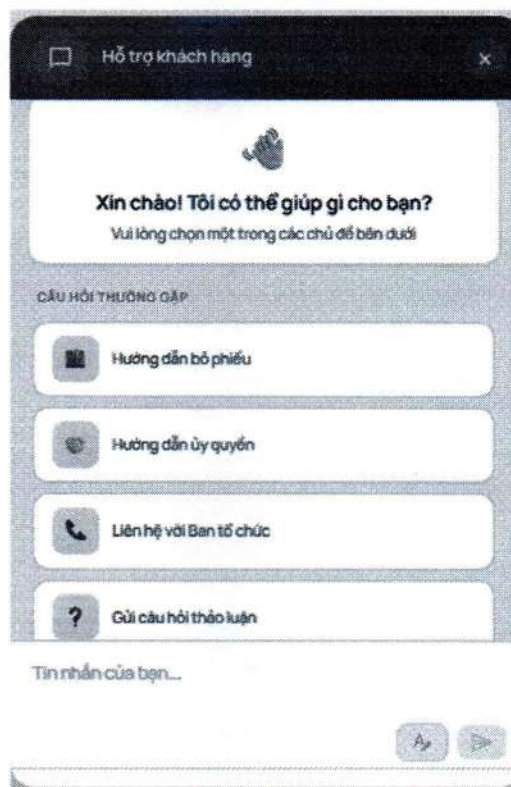 Hỗ trợ khách hàng
Xin chào! Tôi có thể giúp gì cho bạn?
Vui lòng chọn một trong các chủ đề bên dưới
CÂU HỎI THƯỜNG GẶP
Hướng dẫn bỏ phiếu
Hướng dẫn ủy quyền
Liên hệ với Ban tổ chức
Gửi câu hỏi thảo luận
Tin nhắn của bạn...